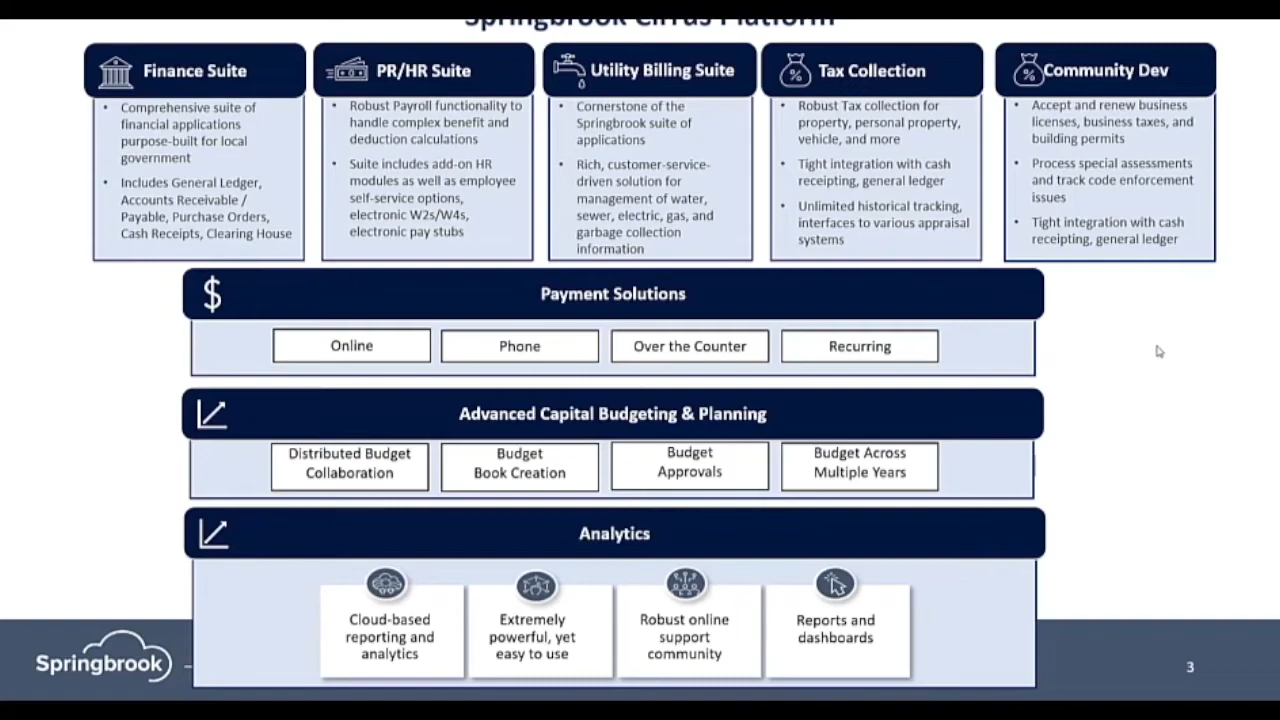 Springbrook Cirrus Platform
Finance Suite
• Comprehensive suite of
financial applications
purpose-built for local
government
• Includes General Ledger,
Accounts Receivable /
Payable, Purchase Orders,
Cash Receipts, Clearing House
PR/HR Suite
• Robust Payroll functionality to
handle complex benefit and
deduction calculations
• Suite includes add-on HR
modules as well as employee
self-service options,
electronic W2s/W4s,
electronic pay stubs
Utility Billing Suite
• Cornerstone of the
Springbrook suite of
applications
• Rich, customer-service-
driven solution for
management of water,
sewer, electric, gas, and
garbage collection
information
Tax Collection
• Robust Tax collection for
property, personal property,
vehicle, and more
• Tight integration with cash
receipting, general ledger
• Unlimited historical tracking,
interfaces to various appraisal
systems
Community Dev
• Accept and renew business
licenses, business taxes, and
building permits
• Process special assessments
and track code enforcement
issues
• Tight integration with cash
receipting, general ledger
$
Payment Solutions
Online
Phone
Over the Counter
Recurring
Advanced Capital Budgeting & Planning
Distributed Budget
Collaboration
Budget
Book Creation
Budget
Approvals
Budget Across
Multiple Years
Analytics
Cloud-based
reporting and
analytics
Extremely
powerful, yet
easy to use
Robust online
support
community
Reports and
dashboards
Springbrook
3